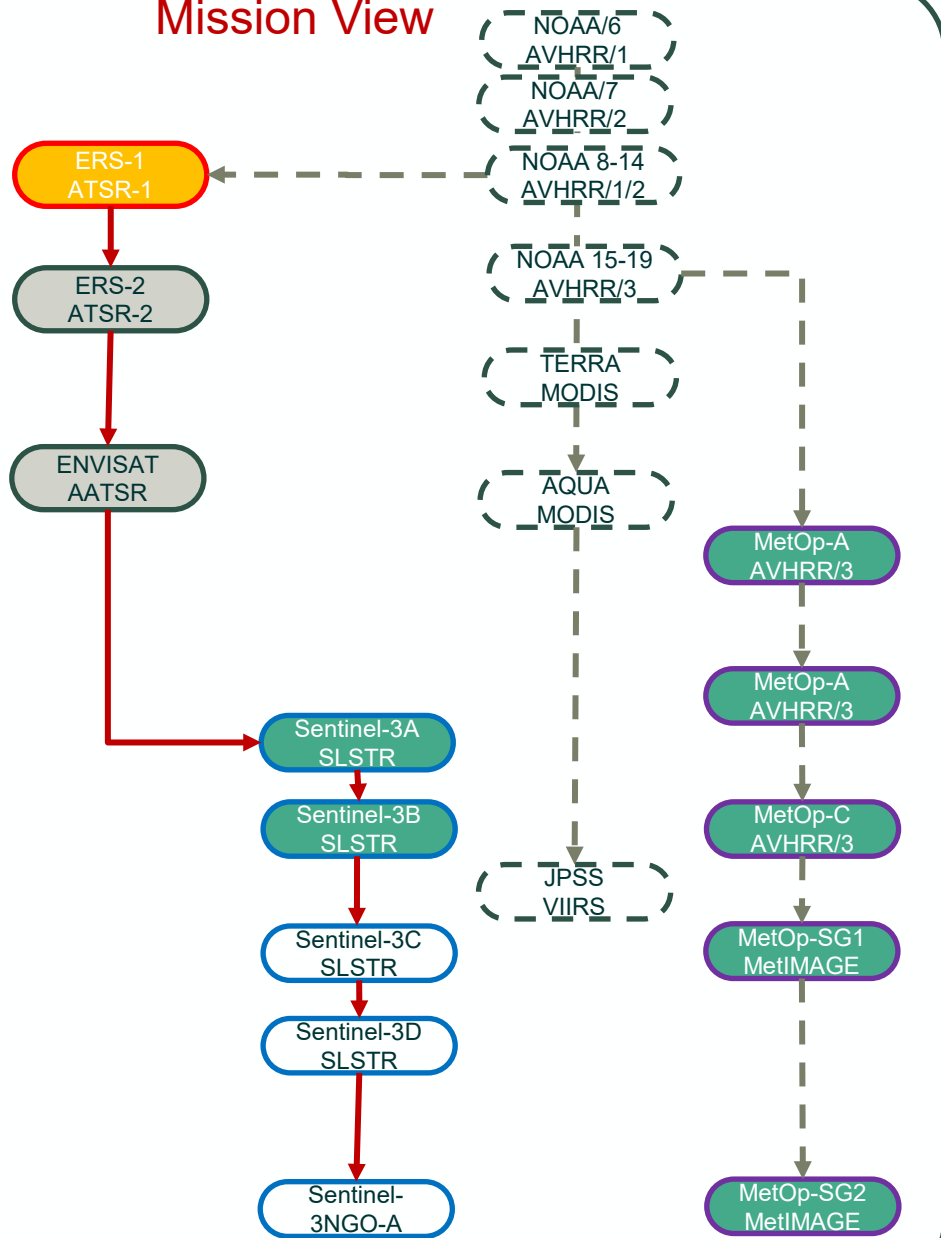 Mission View
NOAA/6
AVHRR/1
NOAA/7
AVHRR/2
NOAA 8-14
AVHRR/1/2
NOAA 15-19
AVHRR/3
TERRA
MODIS
AQUA
MODIS
JPSS
VIIRS
ERS-1
ATSR-1
ERS-2
ATSR-2
ENVISAT
AATSR
Sentinel-3A
SLSTR
Sentinel-3B
SLSTR
Sentinel-3C
SLSTR
Sentinel-3D
SLSTR
Sentinel-
3NGO-A
MetOp-A
AVHRR/3
MetOp-A
AVHRR/3
MetOp-C
AVHRR/3
MetOp-SG1
MetIMAGE
MetOp-SG2
MetIMAGE